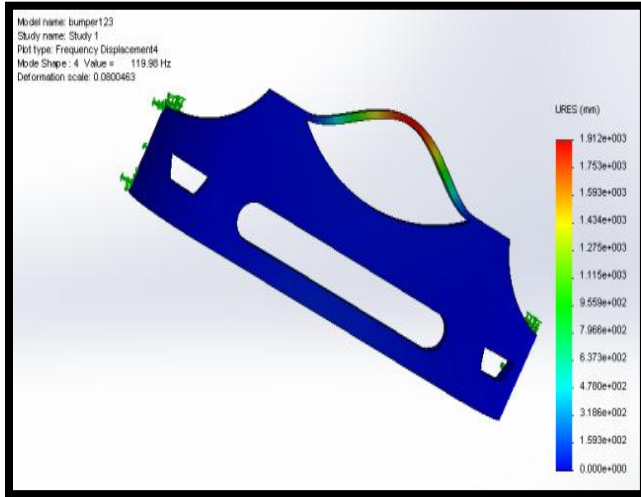 Model name: bumper123
Study name: Study 1
Plot type: Frequency Displacement4
Mode Shape : 4 Value = 119.98 Hz
Deformation scale: 0.0800463
URES (mm)
1.912e+003
1.753e+003
1.593e+003
1.434e+003
1.275e+003
1.115e+003
9.559e+002
7.966e+002
6.373e+002
4.780e+002
3.186e+002
1.593e+002
0.000e+000